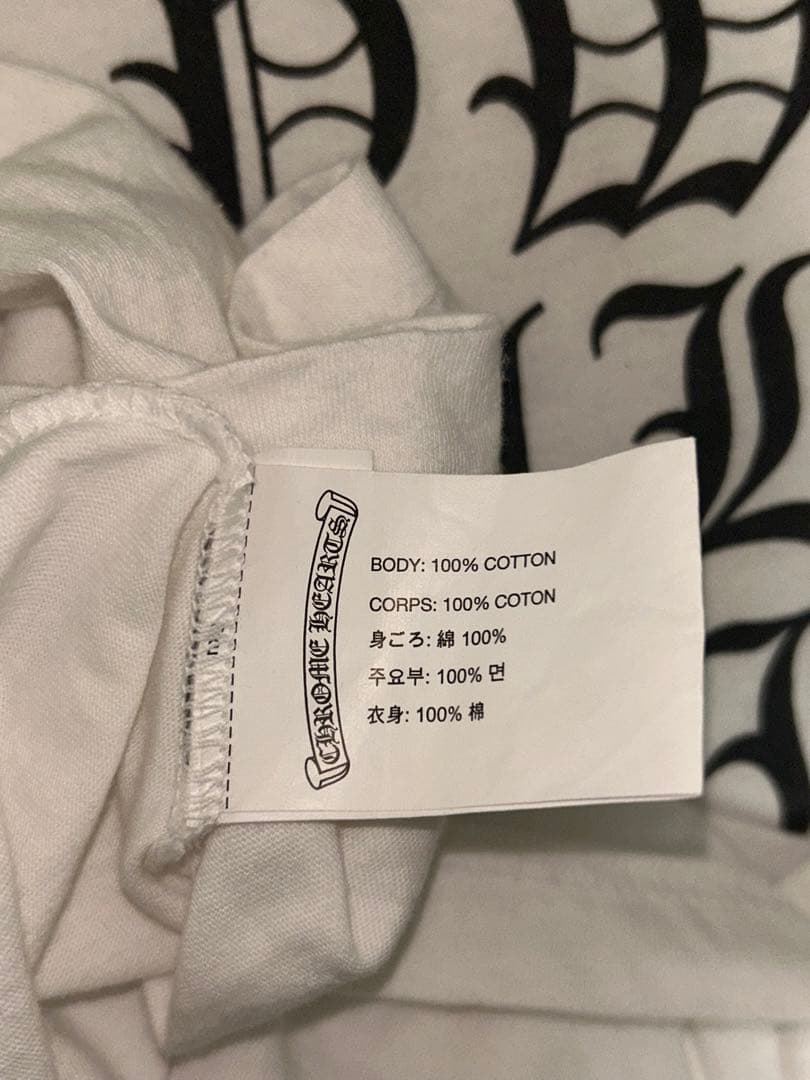 CHROME HEARTS
BODY: 100% COTTON
CORPS: 100% COTON
身ごろ: 綿 100%
주요부: 100% 면
衣身: 100% 棉